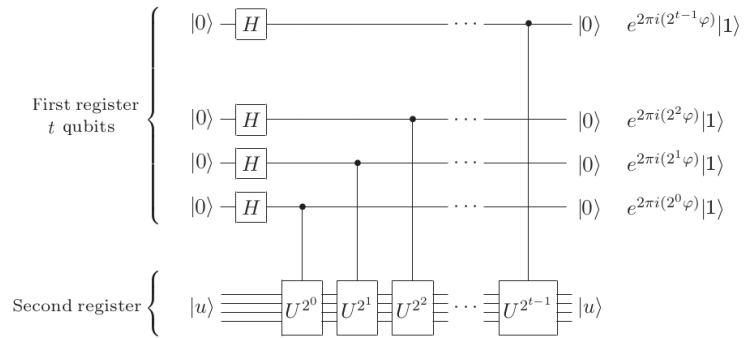 |0⟩ H ··· |0⟩ e^{2πi(2^{t−1}φ)}|1⟩
First register
t qubits
|0⟩ H ··· |0⟩ e^{2πi(2^2φ)}|1⟩
|0⟩ H ··· |0⟩ e^{2πi(2^1φ)}|1⟩
|0⟩ H ··· |0⟩ e^{2πi(2^0φ)}|1⟩
Second register |u⟩ U^{2^0} U^{2^1} U^{2^2} ··· U^{2^{t−1}} |u⟩